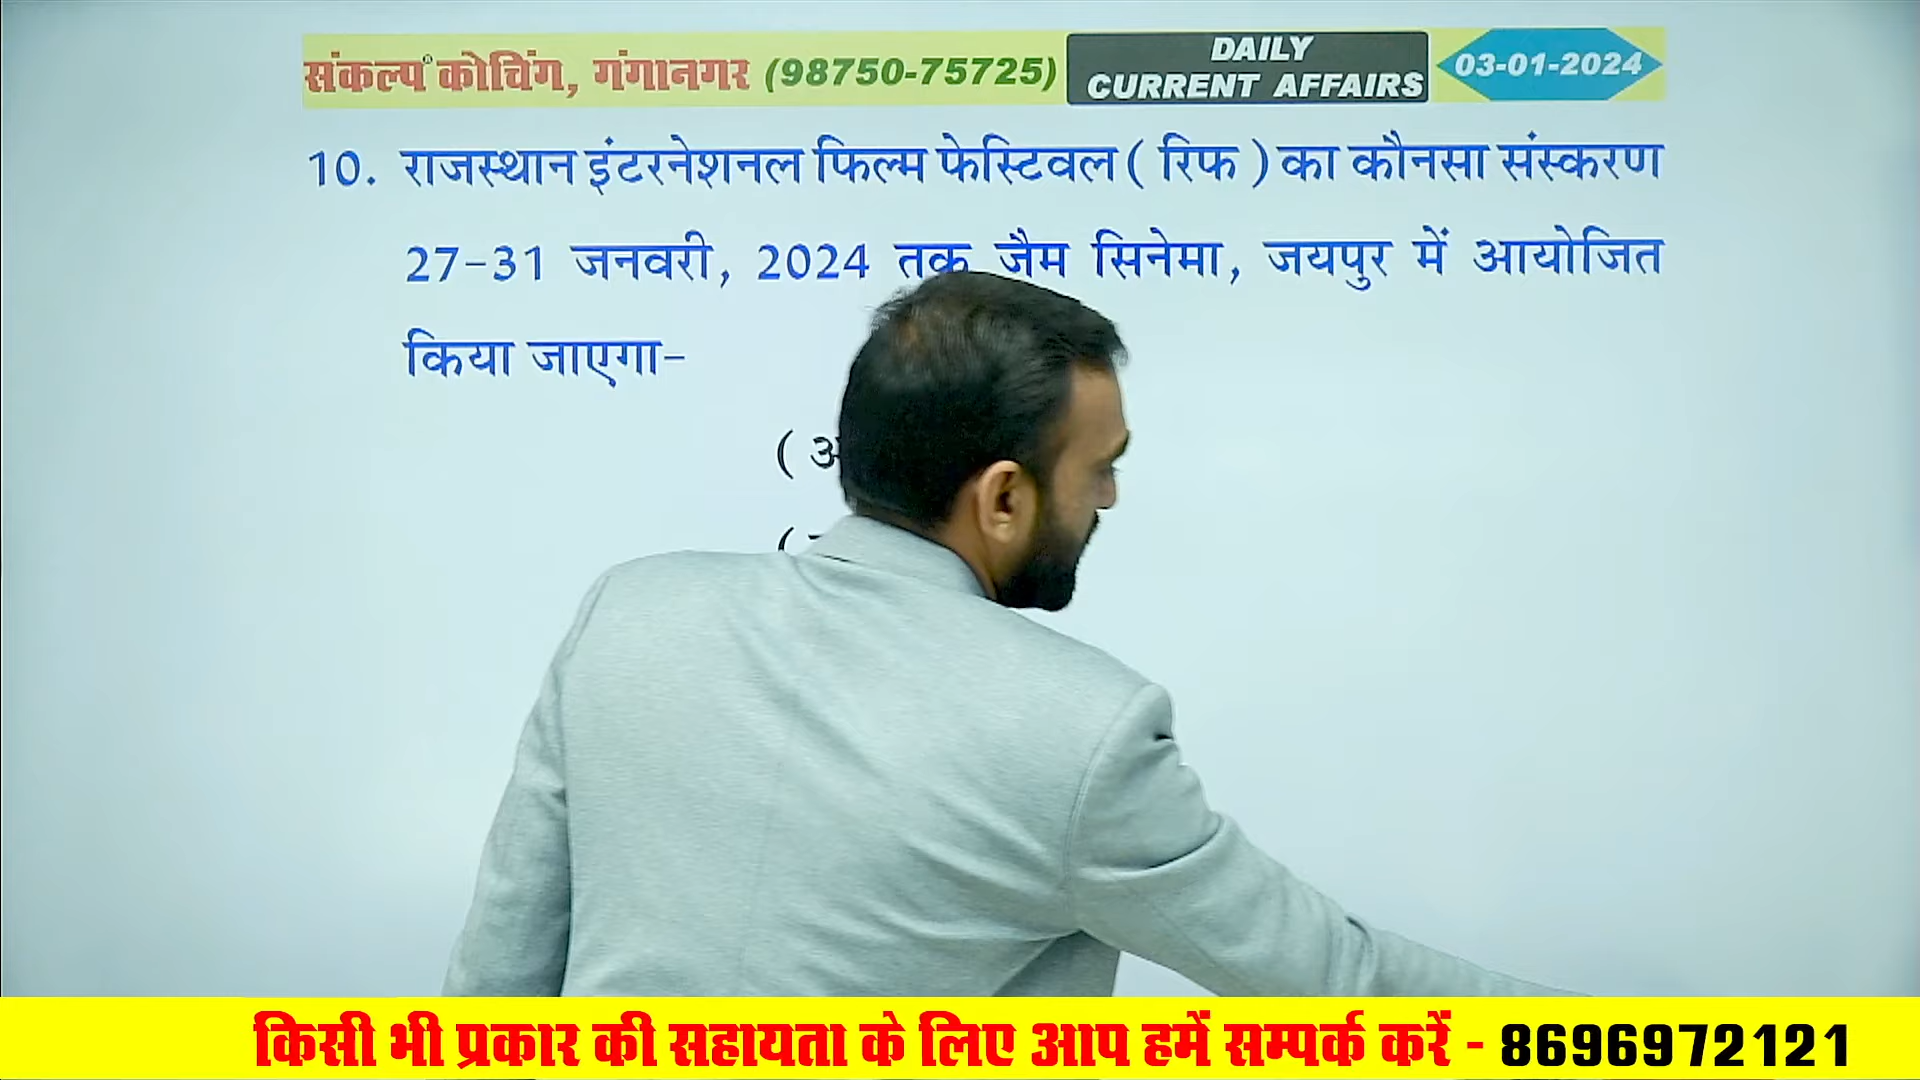 संकल्प® कोचिंग, गंगानगर (98750-75725) DAILY CURRENT AFFAIRS 03-01-2024
10. राजस्थान इंटरनेशनल फिल्म फेस्टिवल ( रिफ ) का कौनसा संस्करण
27-31 जनवरी, 2024 तक जैम सिनेमा, जयपुर में आयोजित
किया जाएगा-
किसी भी प्रकार की सहायता के लिए आप हमें सम्पर्क करें - 8696972121